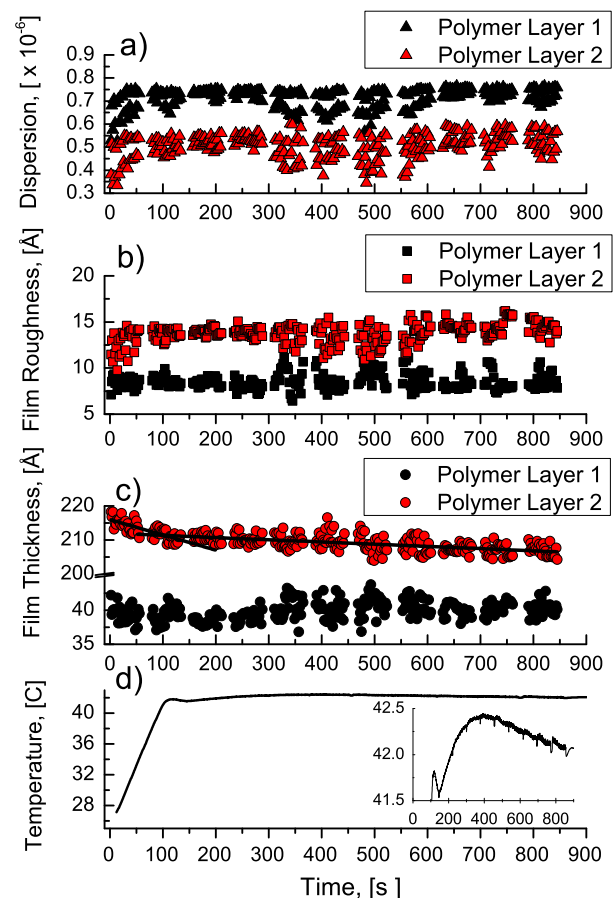 a)
Polymer Layer 1
Polymer Layer 2
Dispersion, [ x 10⁻⁶]
0.9
0.8
0.7
0.6
0.5
0.4
0.3
0 100 200 300 400 500 600 700 800 900
b)
Polymer Layer 1
Polymer Layer 2
Film Roughness, [Å]
20
15
10
5
0 100 200 300 400 500 600 700 800 900
c)
Polymer Layer 1
Polymer Layer 2
Film Thickness, [Å]
220
210
200
40
35
0 100 200 300 400 500 600 700 800 900
d)
Temperature, [C]
40
36
32
28
42.5
42.0
41.5
0 200 400 600 800
0 100 200 300 400 500 600 700 800 900
Time, [s ]